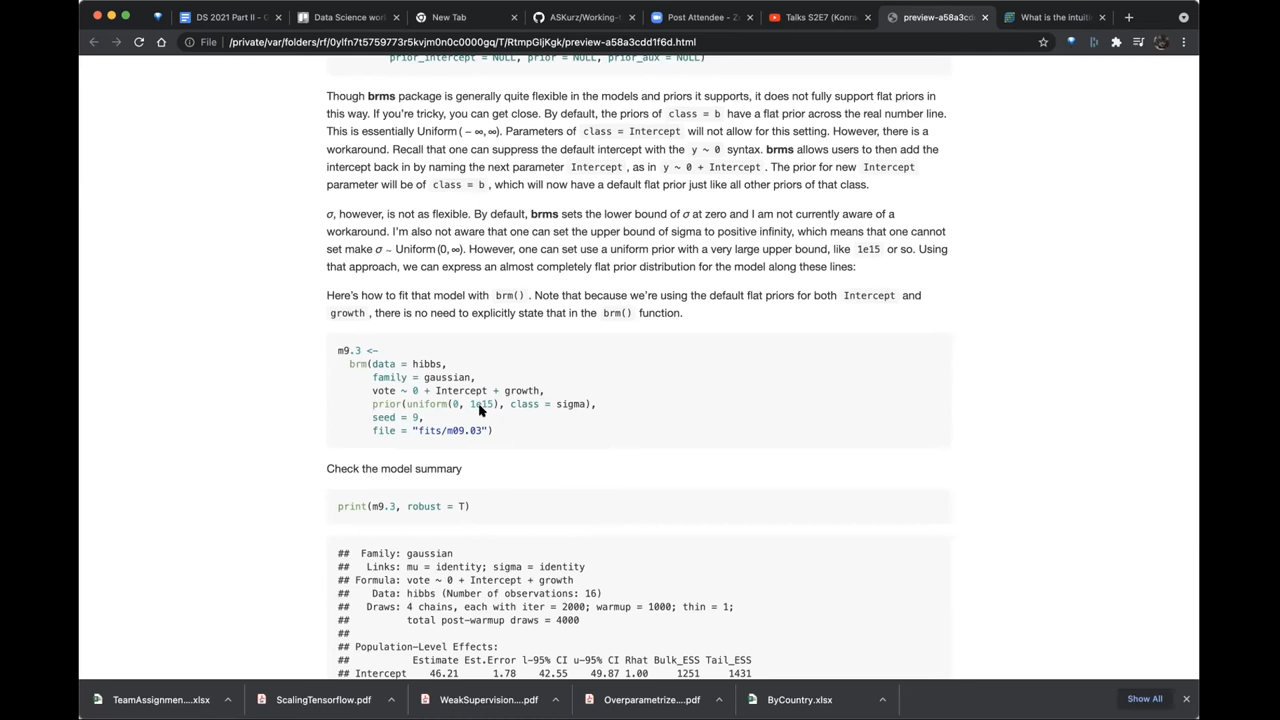 DS 2021 Part II - G
Data Science wor
New Tab
ASKurz/Working-
Post Attendee - Z
Talks S2E7 (Konra
preview-a58a3cd
What is the intuiti
File /private/var/folders/rf/0ylfn7t5759773r5kvjm0n0c0000gq/T/RtmpGIjKgk/preview-a58a3cdd1f6d.html
prior_intercept = NULL, prior = NULL, prior_aux = NULL)
Though brms package is generally quite flexible in the models and priors it supports, it does not fully support flat priors in
this way. If you're tricky, you can get close. By default, the priors of class = b have a flat prior across the real number line.
This is essentially Uniform(−∞,∞). Parameters of class = Intercept will not allow for this setting. However, there is a
workaround. Recall that one can suppress the default intercept with the y ~ 0 syntax. brms allows users to then add the
intercept back in by naming the next parameter Intercept, as in y ~ 0 + Intercept. The prior for new Intercept
parameter will be of class = b, which will now have a default flat prior just like all other priors of that class.
σ, however, is not as flexible. By default, brms sets the lower bound of σ at zero and I am not currently aware of a
workaround. I'm also not aware that one can set the upper bound of sigma to positive infinity, which means that one cannot
set make σ ~ Uniform(0,∞). However, one can set use a uniform prior with a very large upper bound, like 1e15 or so. Using
that approach, we can express an almost completely flat prior distribution for the model along these lines:
Here's how to fit that model with brm(). Note that because we're using the default flat priors for both Intercept and
growth, there is no need to explicitly state that in the brm() function.
m9.3 <-
brm(data = hibbs,
family = gaussian,
vote ~ 0 + Intercept + growth,
prior(uniform(0, 1e15), class = sigma),
seed = 9,
file = "fits/m09.03")
Check the model summary
print(m9.3, robust = T)
## Family: gaussian
## Links: mu = identity; sigma = identity
## Formula: vote ~ 0 + Intercept + growth
## Data: hibbs (Number of observations: 16)
## Draws: 4 chains, each with iter = 2000; warmup = 1000; thin = 1;
## total post-warmup draws = 4000
##
## Population-Level Effects:
## Estimate Est.Error l-95% CI u-95% CI Rhat Bulk_ESS Tail_ESS
## Intercept 46.21 1.78 42.55 49.87 1.00 1251 1431
TeamAssignmen....xlsx
ScalingTensorflow.pdf
WeakSupervision....pdf
Overparametrize....pdf
ByCountry.xlsx
Show All